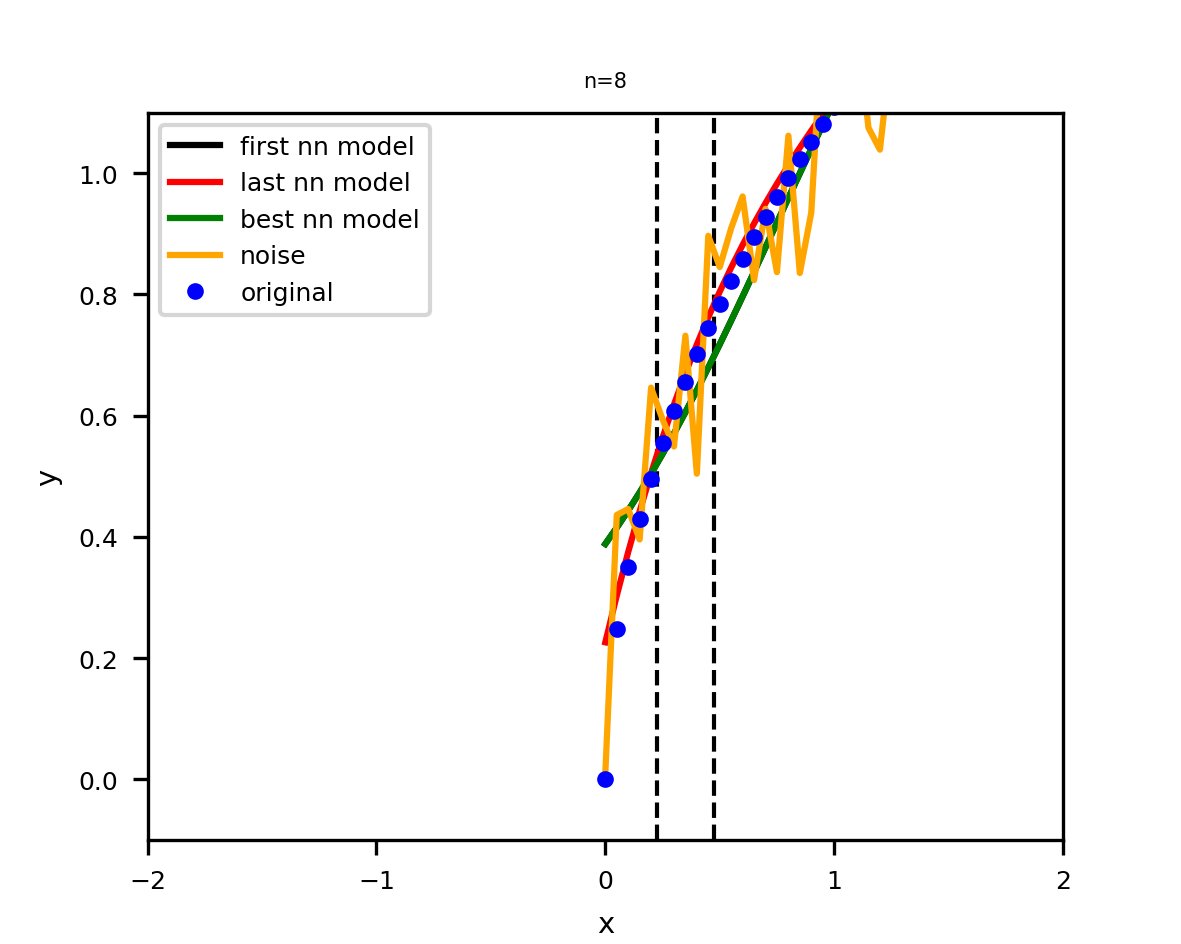 n=8
first nn model
last nn model
best nn model
noise
original
1.0
0.8
0.6
0.4
0.2
0.0
y
−2
−1
0
1
2
x